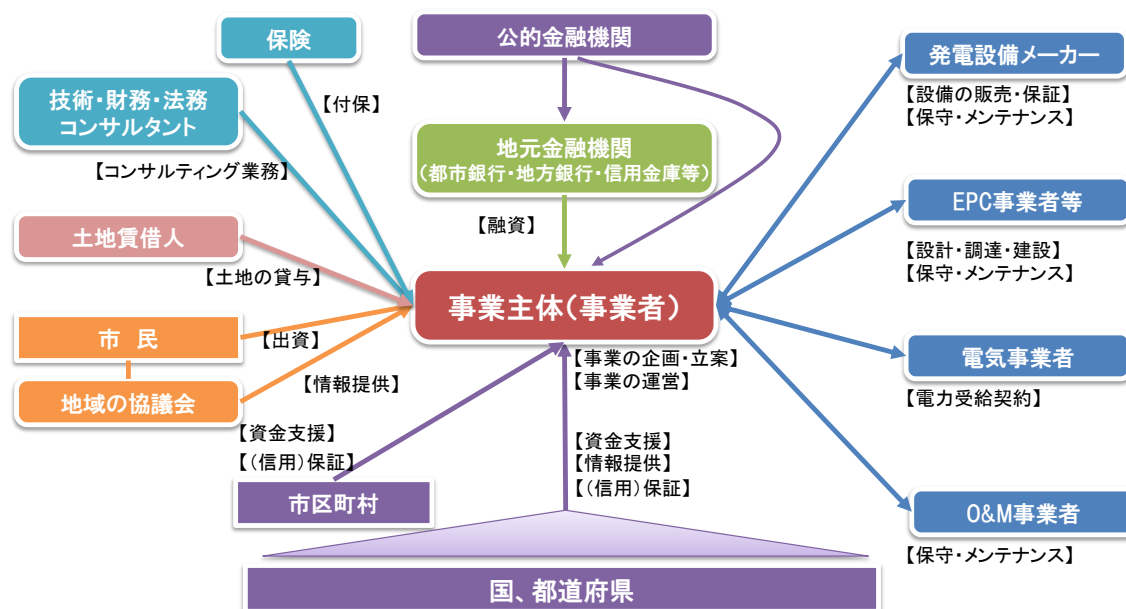 保険
公的金融機関
発電設備メーカー
【付保】
【設備の販売・保証】
【保守・メンテナンス】
技術・財務・法務
コンサルタント
地元金融機関
（都市銀行・地方銀行・信用金庫等）
【コンサルティング業務】
EPC事業者等
【融資】
土地賃借人
【設計・調達・建設】
【保守・メンテナンス】
【土地の貸与】
事業主体（事業者）
市 民
【出資】
電気事業者
【事業の企画・立案】
【事業の運営】
【情報提供】
地域の協議会
【電力受給契約】
【資金支援】
【（信用）保証】
【資金支援】
【情報提供】
【（信用）保証】
市区町村
O&M事業者
【保守・メンテナンス】
国、都道府県